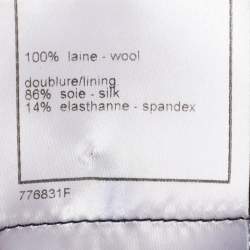 100% laine - wool
doublure/lining
86% soie - silk
14% elasthanne - spandex
776831F